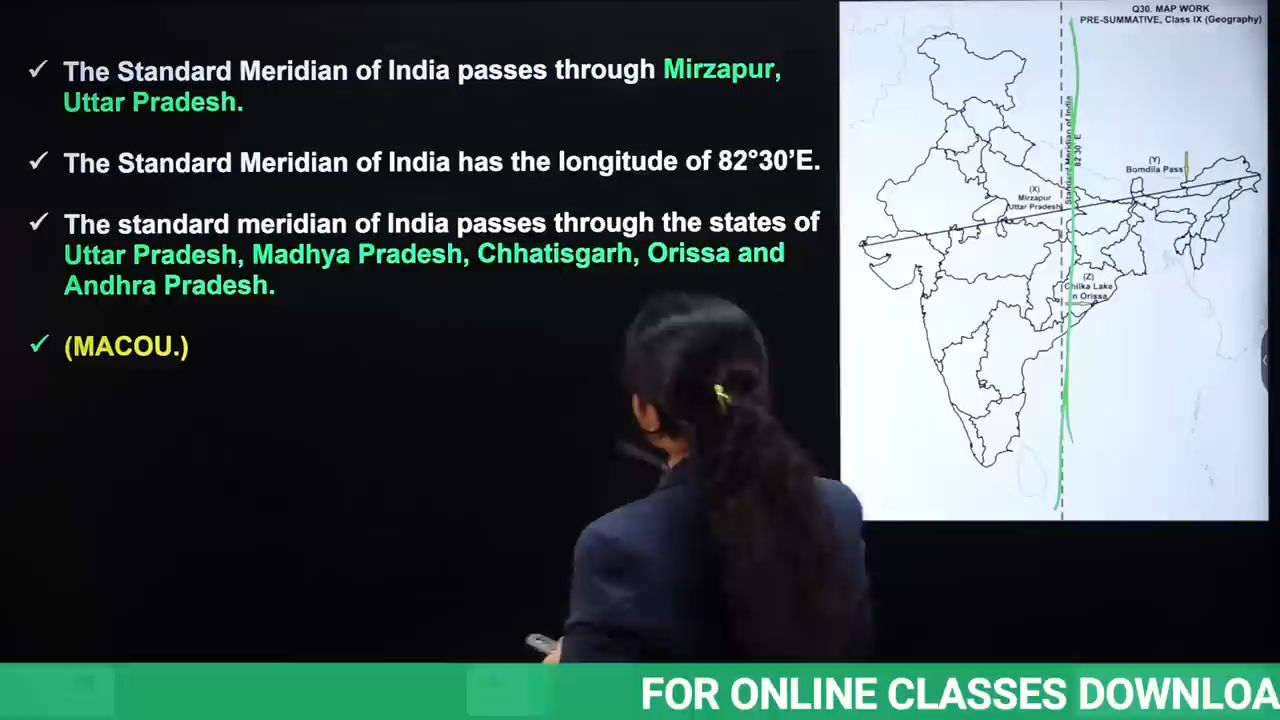 ✓ The Standard Meridian of India passes through Mirzapur,
Uttar Pradesh.
✓ The Standard Meridian of India has the longitude of 82°30’E.
✓ The standard meridian of India passes through the states of
Uttar Pradesh, Madhya Pradesh, Chhatisgarh, Orissa and
Andhra Pradesh.
✓ (MACOU.)
Q30. MAP WORK
PRE-SUMMATIVE, Class IX (Geography)
Standard Meridian of India
82°30' E
(X)
Mirzapur
Uttar Pradesh
(Y)
Bomdila Pass
(Z)
Chilka Lake
in Orissa
FOR ONLINE CLASSES DOWNLOA